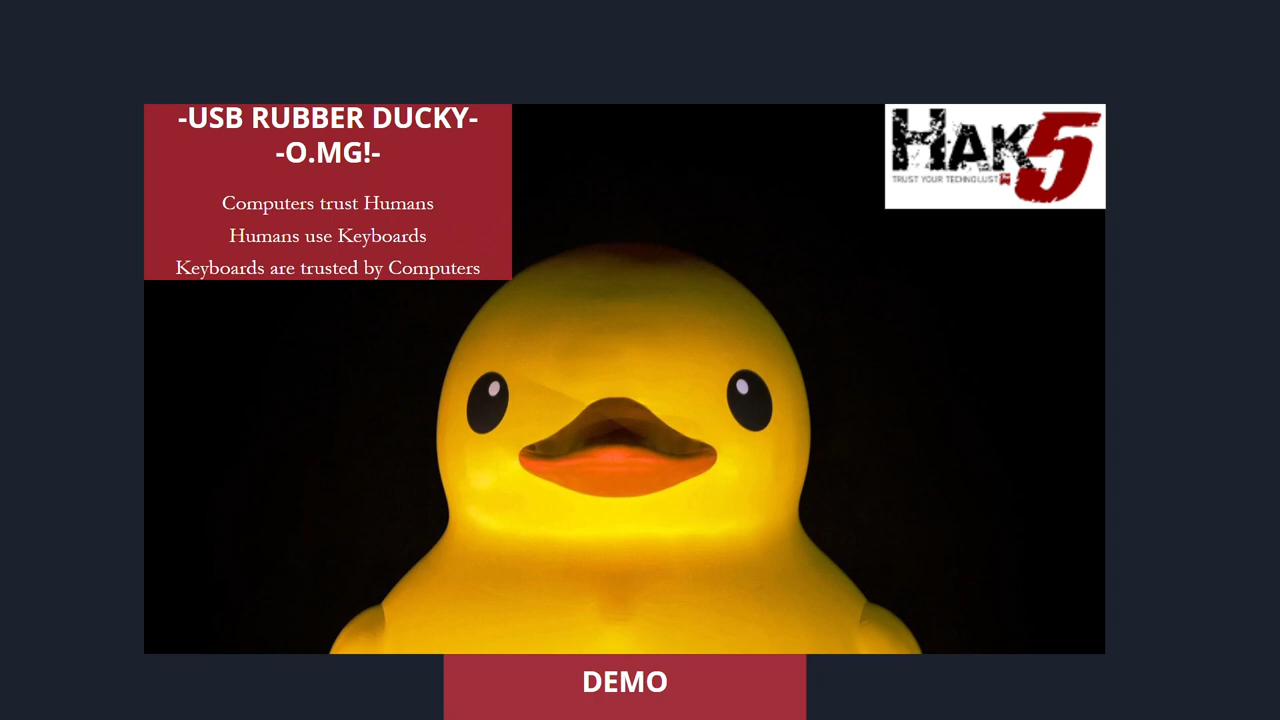 -USB RUBBER DUCKY-
-O.MG!-
Computers trust Humans
Humans use Keyboards
Keyboards are trusted by Computers
HAK5
TRUST YOUR TECHNOLUST
DEMO